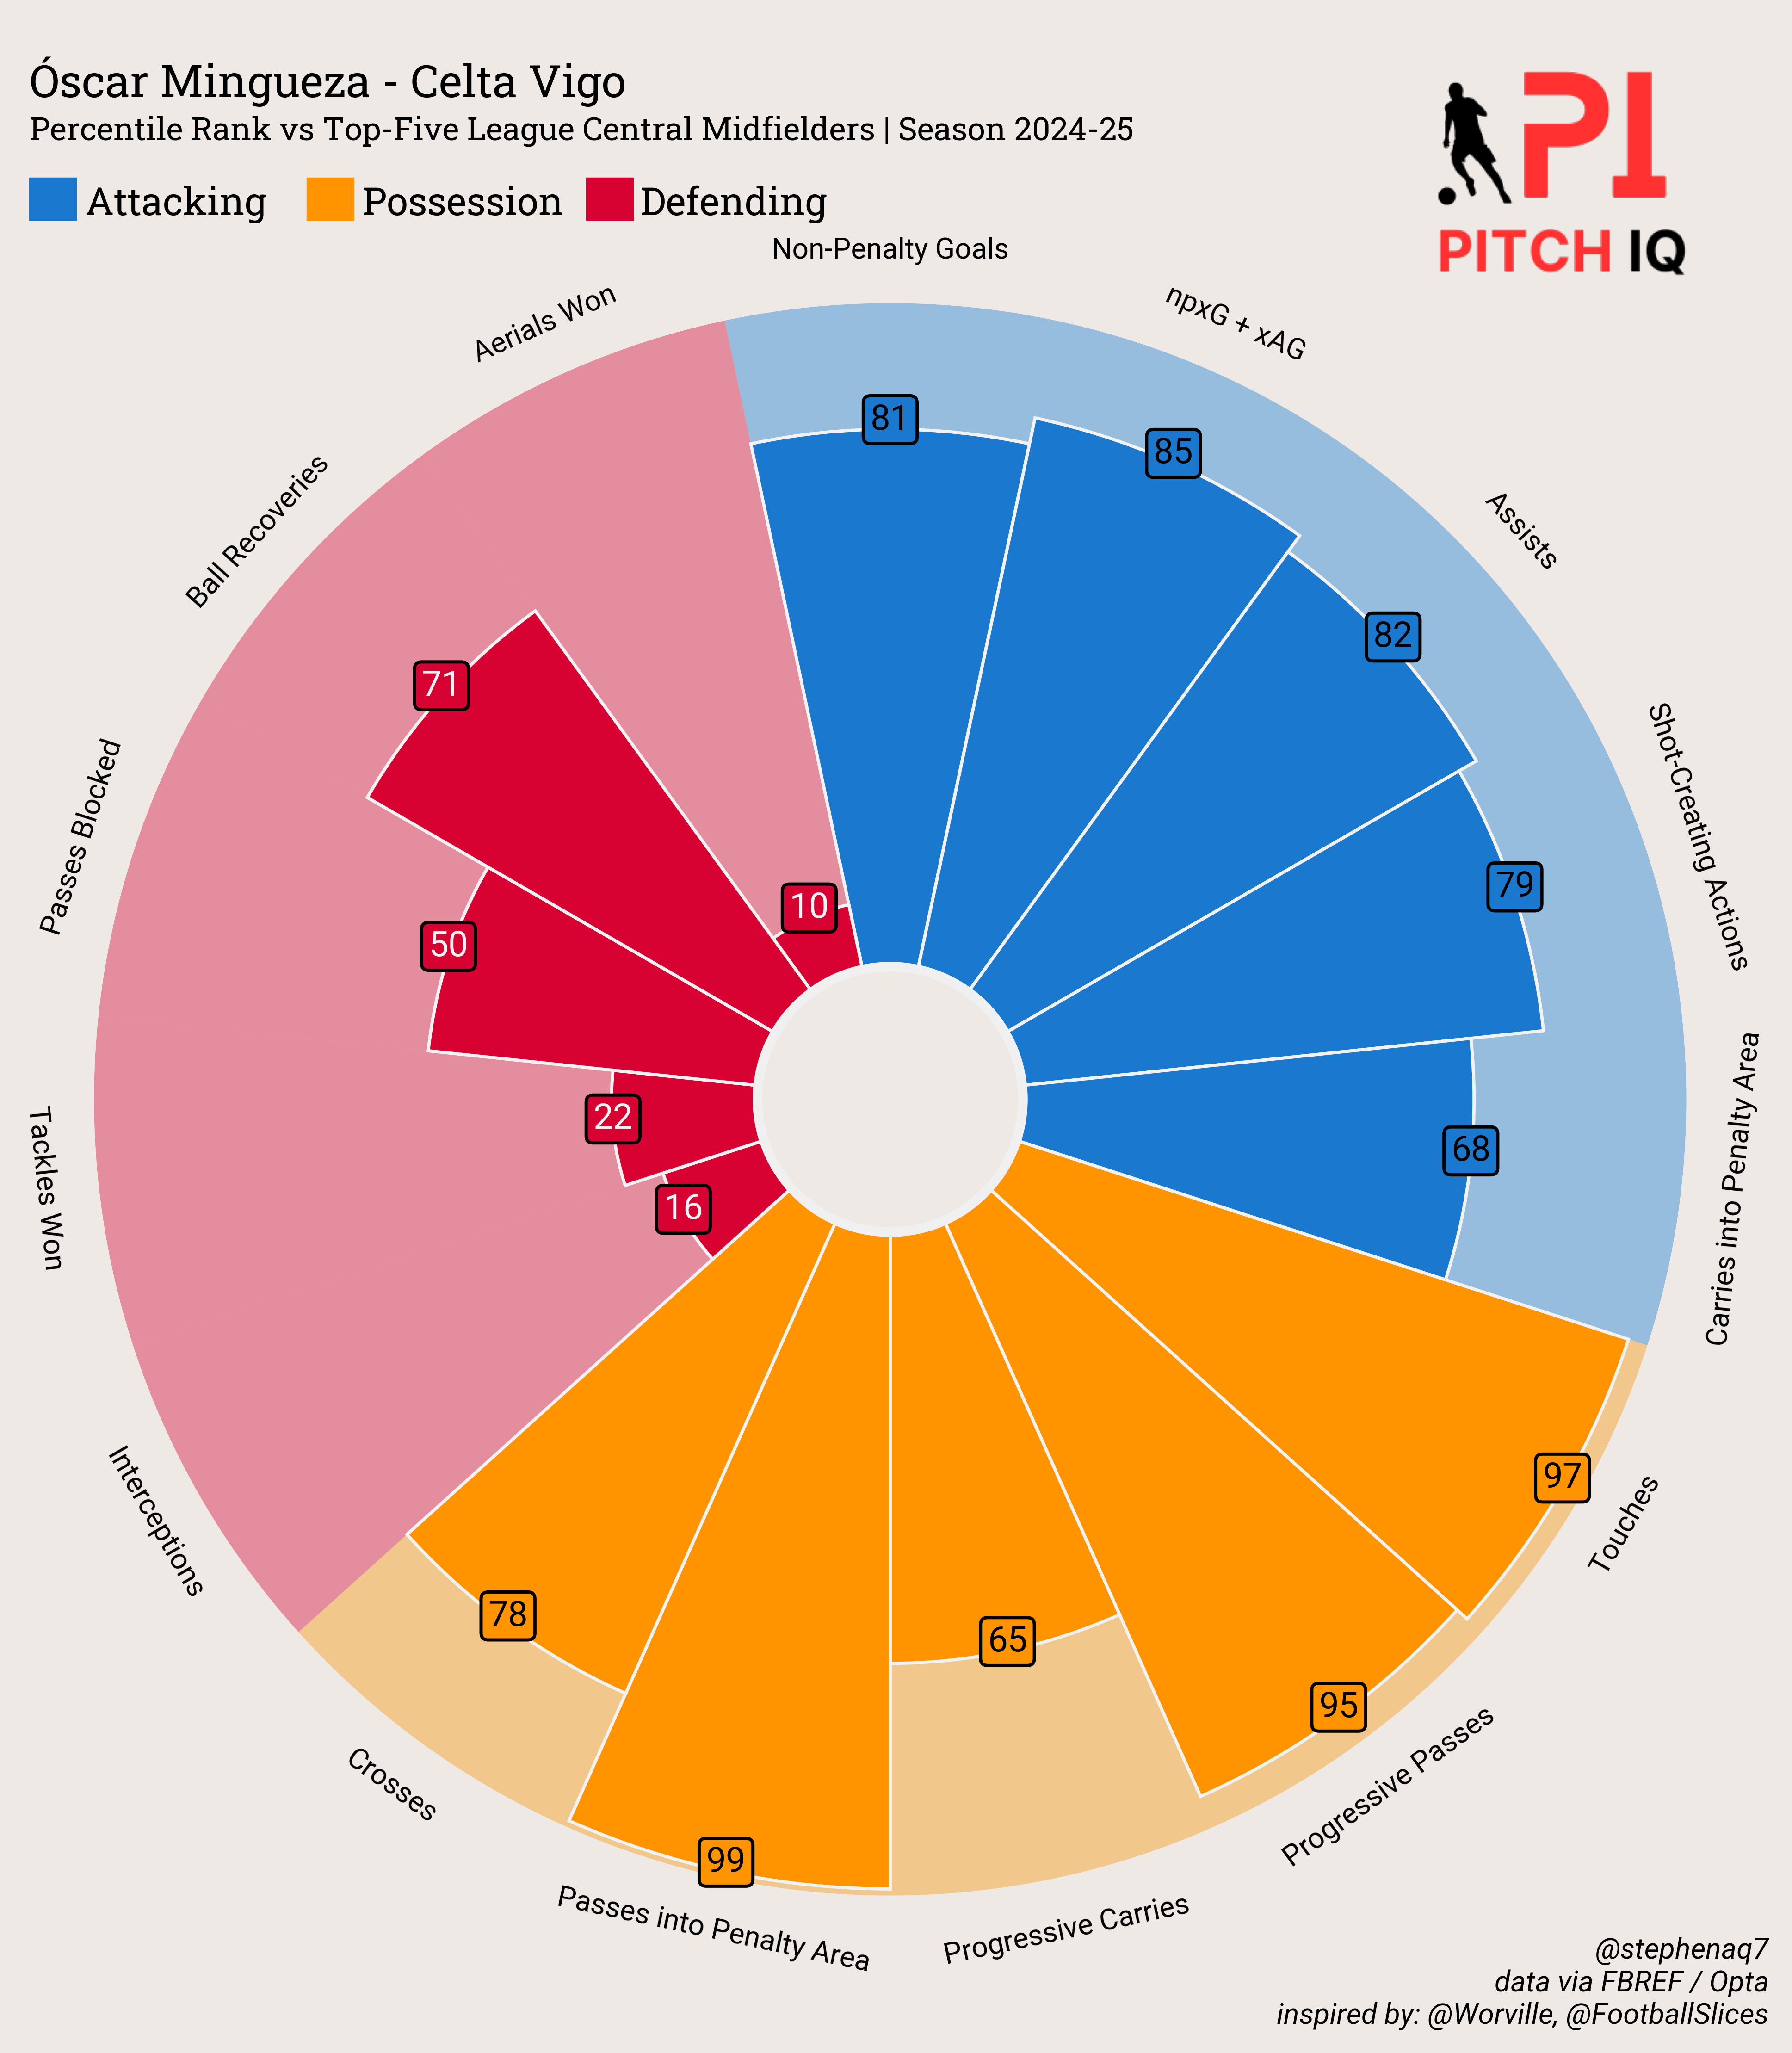 Óscar Mingueza - Celta Vigo
Percentile Rank vs Top-Five League Central Midfielders | Season 2024-25
Attacking
Possession
Defending
PI
PITCH IQ
Non-Penalty Goals
npxG + xAG
Assists
Shot-Creating Actions
Carries into Penalty Area
Touches
Progressive Passes
Progressive Carries
Passes into Penalty Area
Crosses
Interceptions
Tackles Won
Passes Blocked
Ball Recoveries
Aerials Won
81
85
82
79
68
97
95
65
99
78
16
22
50
71
10
@stephenaq7
data via FBREF / Opta
inspired by: @Worville, @FootballSlices